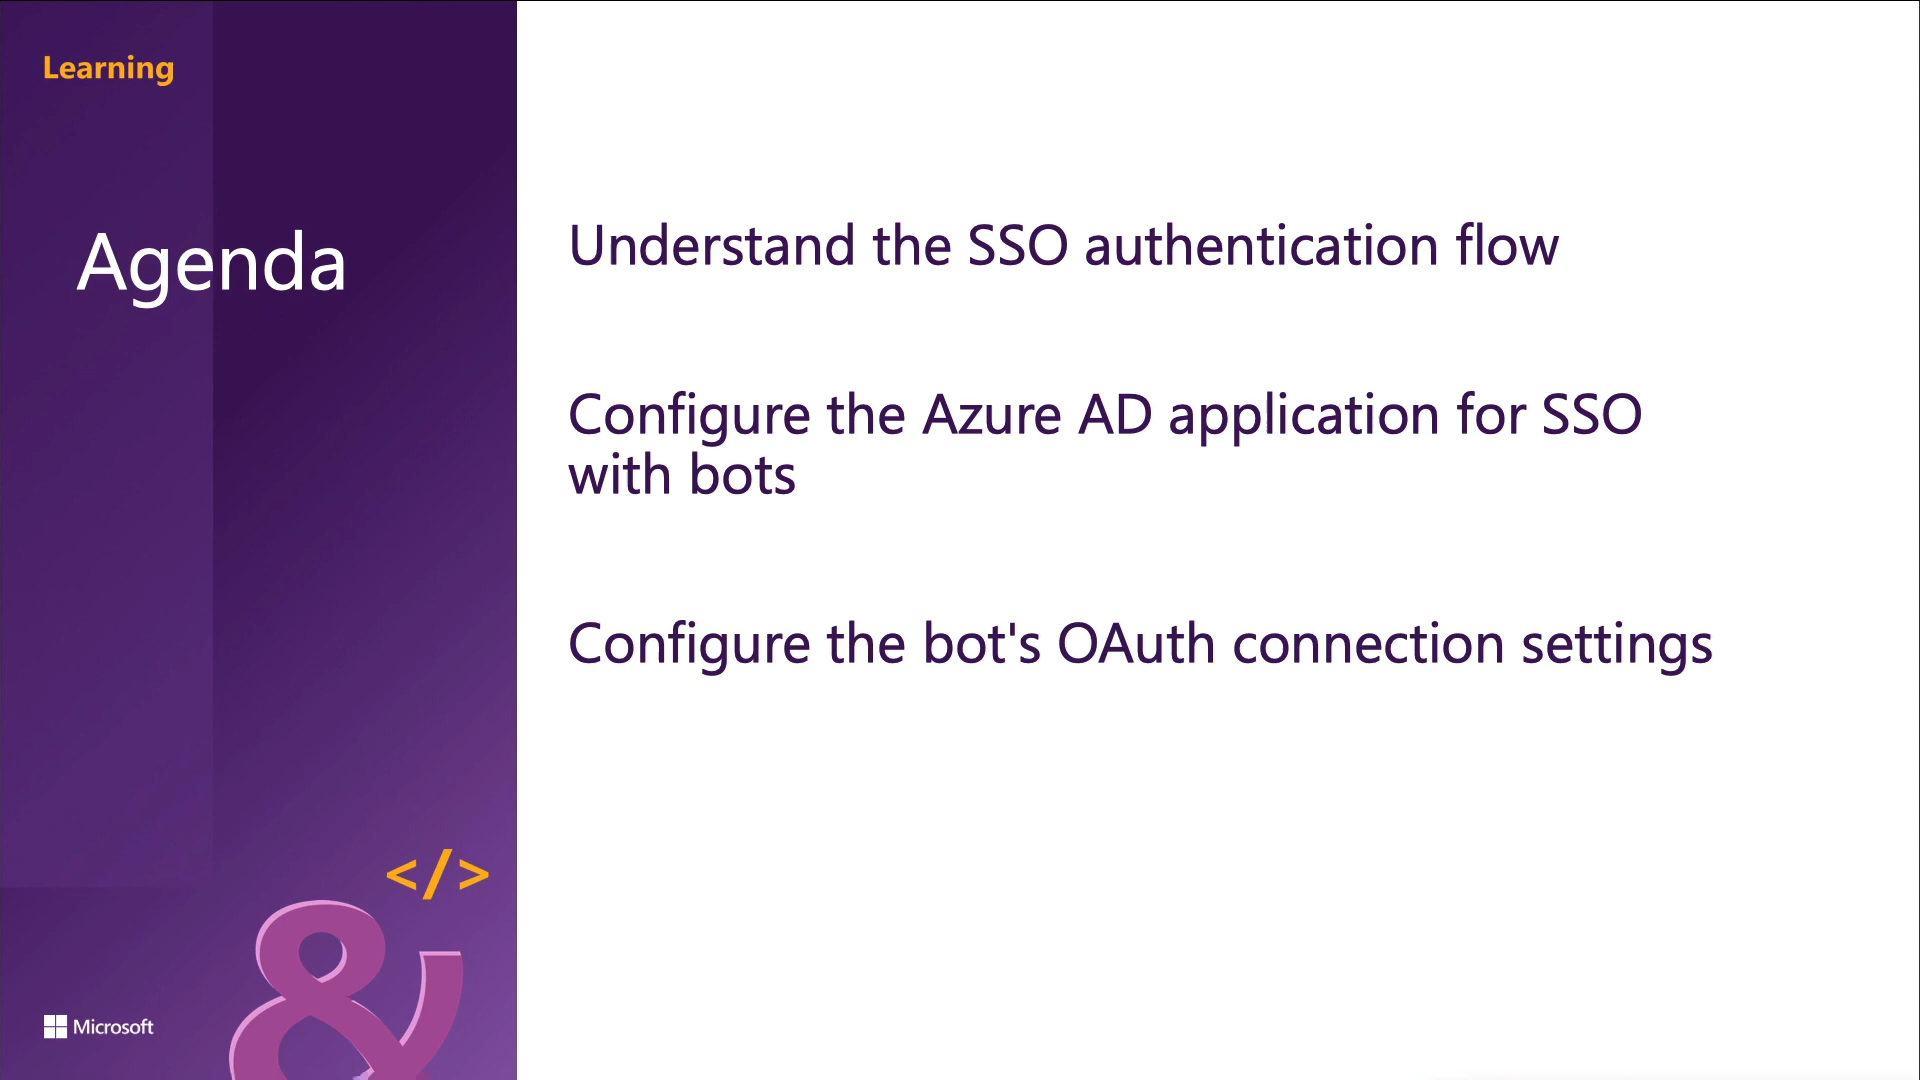 Learning
Agenda
Understand the SSO authentication flow
Configure the Azure AD application for SSO
with bots
Configure the bot's OAuth connection settings
</>
&
Microsoft